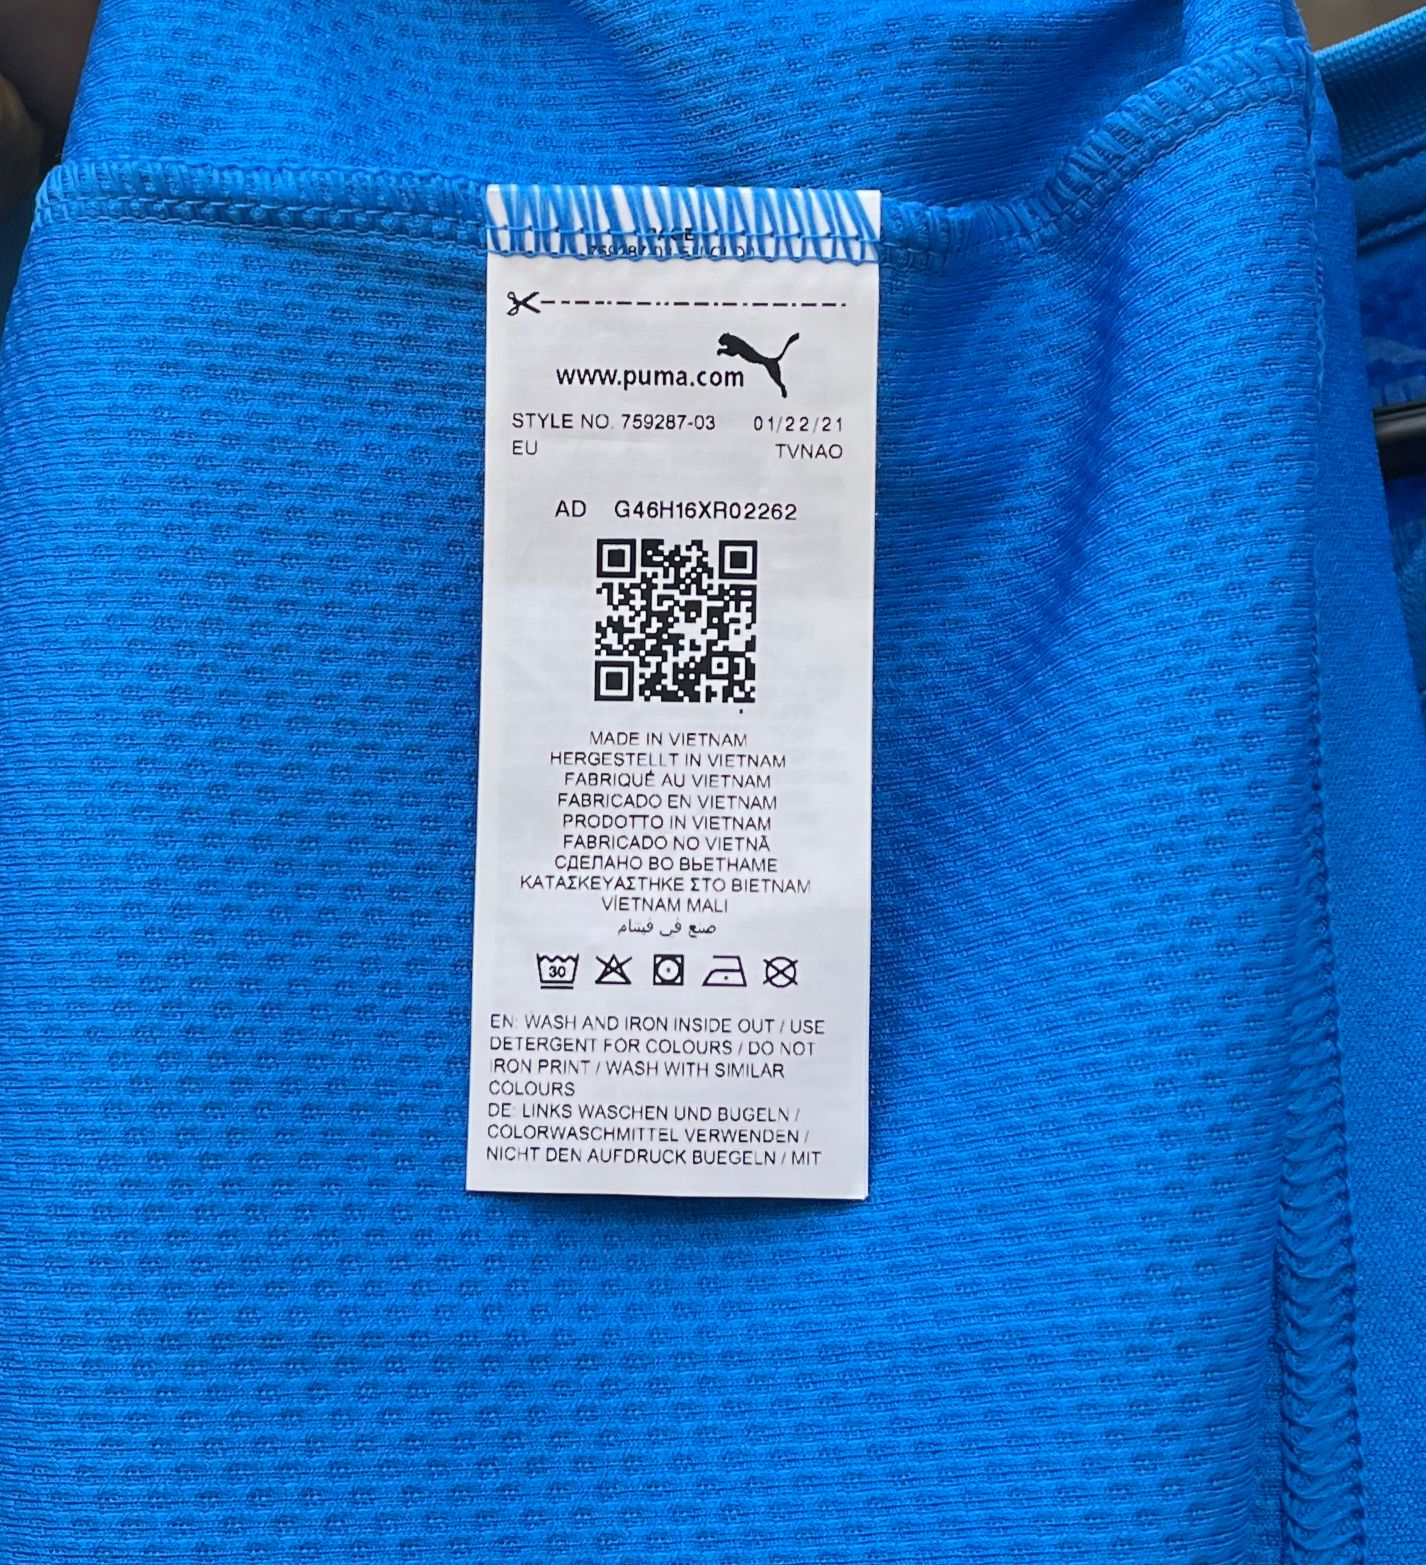 www.puma.com
STYLE NO. 759287-03 01/22/21
EU TVNAO
AD G46H16XR02262
MADE IN VIETNAM
HERGESTELLT IN VIETNAM
FABRIQUÉ AU VIETNAM
FABRICADO EN VIETNAM
PRODOTTO IN VIETNAM
FABRICADO NO VIETNÃ
СДЕЛАНО ВО ВЬЕТНАМЕ
ΚΑΤΑΣΚΕΥΑΣΤΗΚΕ ΣΤΟ ΒΙΕΤΝΑΜ
VİETNAM MALI
صنع في فيتنام
30
EN: WASH AND IRON INSIDE OUT / USE
DETERGENT FOR COLOURS / DO NOT
IRON PRINT / WASH WITH SIMILAR
COLOURS
DE: LINKS WASCHEN UND BUGELN /
COLORWASCHMITTEL VERWENDEN /
NICHT DEN AUFDRUCK BUEGELN / MIT